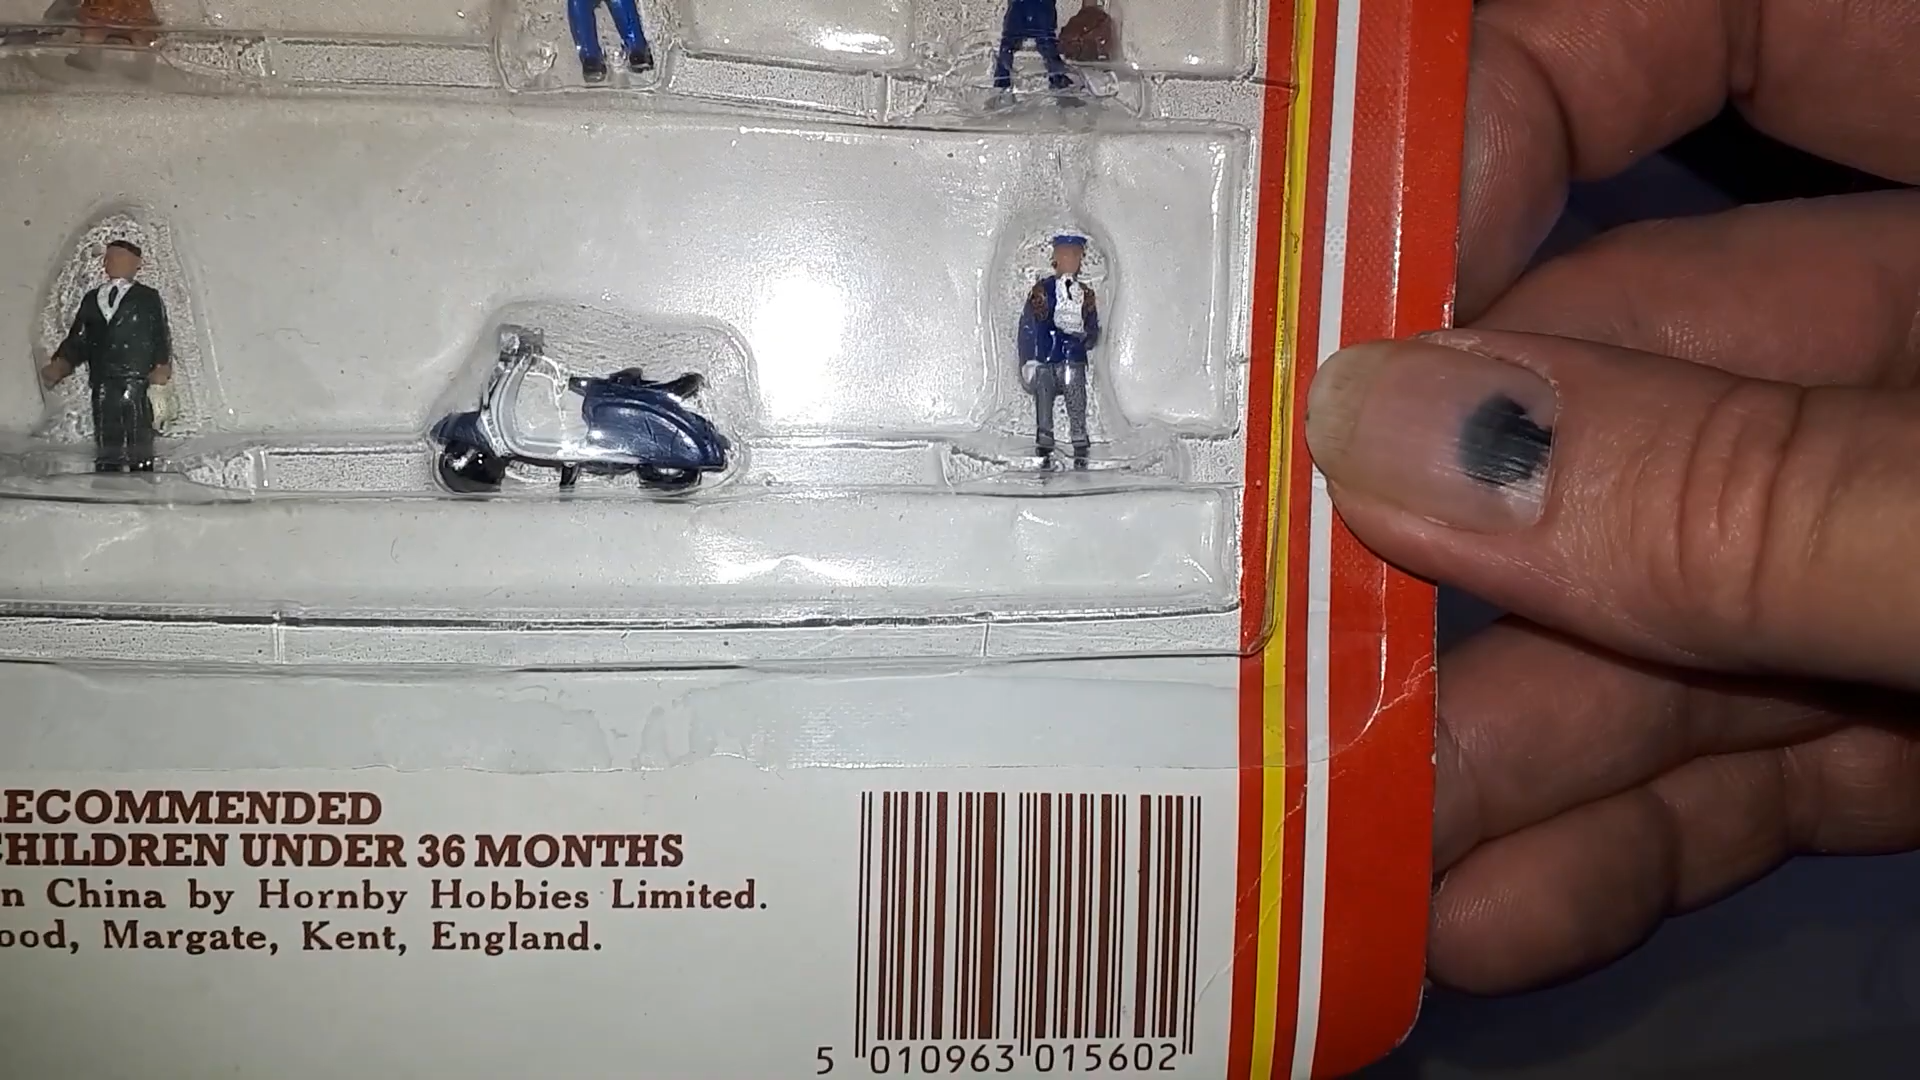 ECOMMENDED
CHILDREN UNDER 36 MONTHS
n China by Hornby Hobbies Limited.
ood, Margate, Kent, England.
5 010963 015602